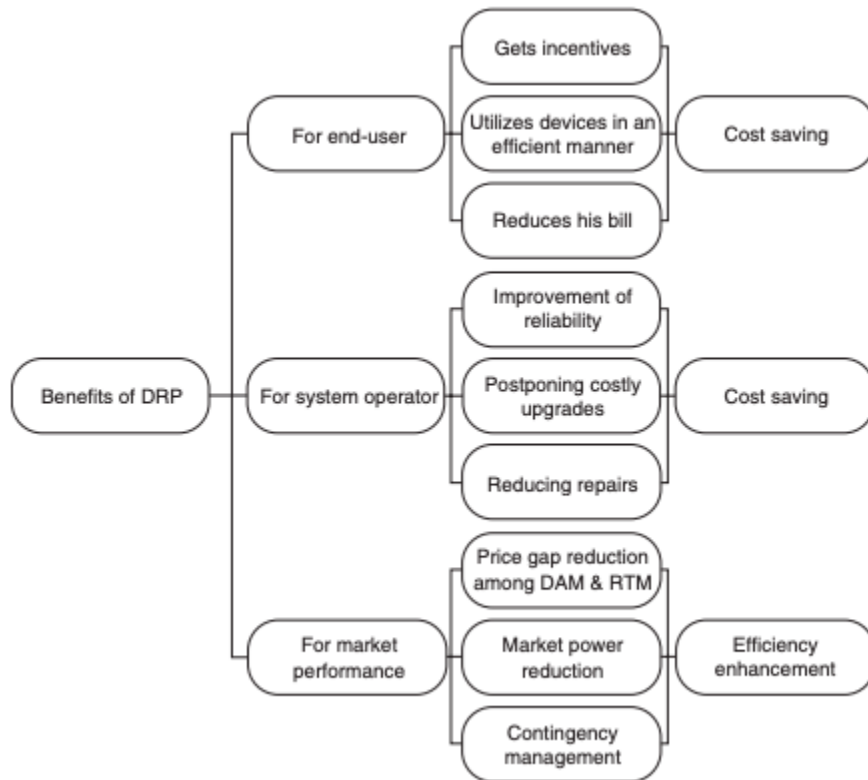 Gets incentives
For end-user
Utilizes devices in an
efficient manner
Cost saving
Reduces his bill
Improvement of
reliability
Benefits of DRP
For system operator
Postponing costly
upgrades
Cost saving
Reducing repairs
Price gap reduction
among DAM & RTM
For market
performance
Market power
reduction
Efficiency
enhancement
Contingency
management